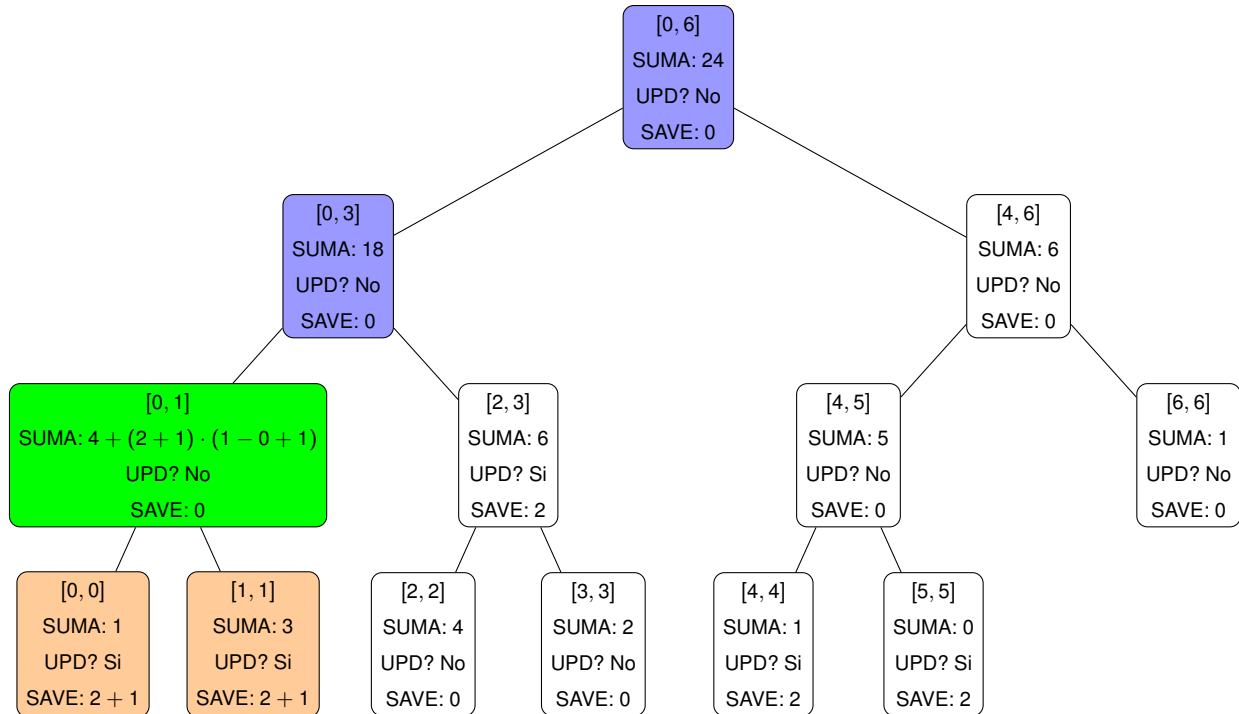 [0, 6]
SUMA: 24
UPD? No
SAVE: 0
[0, 3]
SUMA: 18
UPD? No
SAVE: 0
[4, 6]
SUMA: 6
UPD? No
SAVE: 0
[0, 1]
SUMA: 4 + (2 + 1) · (1 − 0 + 1)
UPD? No
SAVE: 0
[2, 3]
SUMA: 6
UPD? Si
SAVE: 2
[4, 5]
SUMA: 5
UPD? No
SAVE: 0
[6, 6]
SUMA: 1
UPD? No
SAVE: 0
[0, 0]
SUMA: 1
UPD? Si
SAVE: 2 + 1
[1, 1]
SUMA: 3
UPD? Si
SAVE: 2 + 1
[2, 2]
SUMA: 4
UPD? No
SAVE: 0
[3, 3]
SUMA: 2
UPD? No
SAVE: 0
[4, 4]
SUMA: 1
UPD? Si
SAVE: 2
[5, 5]
SUMA: 0
UPD? Si
SAVE: 2